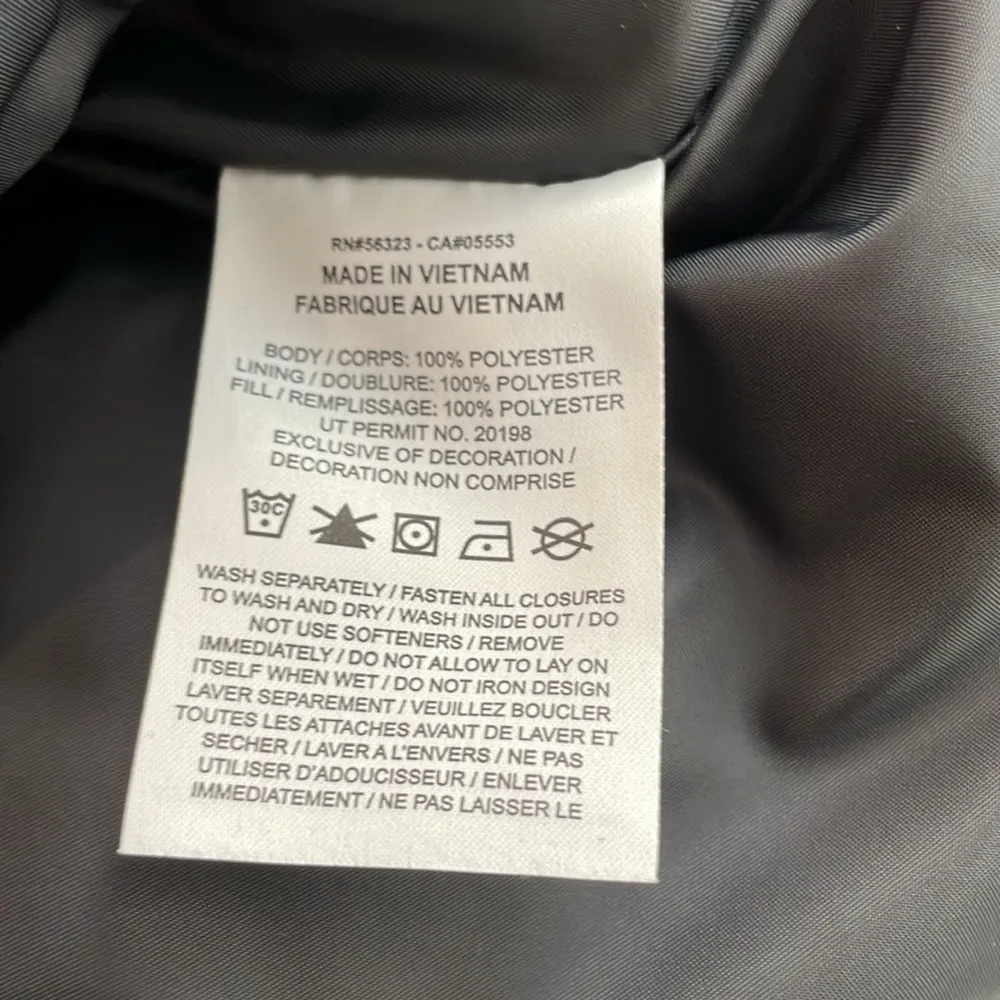 RN#56323 - CA#05553
MADE IN VIETNAM
FABRIQUE AU VIETNAM
BODY / CORPS: 100% POLYESTER
LINING / DOUBLURE: 100% POLYESTER
FILL / REMPLISSAGE: 100% POLYESTER
UT PERMIT NO. 20198
EXCLUSIVE OF DECORATION /
DECORATION NON COMPRISE
30C
WASH SEPARATELY / FASTEN ALL CLOSURES
TO WASH AND DRY / WASH INSIDE OUT / DO
NOT USE SOFTENERS / REMOVE
IMMEDIATELY / DO NOT ALLOW TO LAY ON
ITSELF WHEN WET / DO NOT IRON DESIGN
LAVER SEPAREMENT / VEUILLEZ BOUCLER
TOUTES LES ATTACHES AVANT DE LAVER ET
SECHER / LAVER A L'ENVERS / NE PAS
UTILISER D'ADOUCISSEUR / ENLEVER
IMMEDIATEMENT / NE PAS LAISSER LE